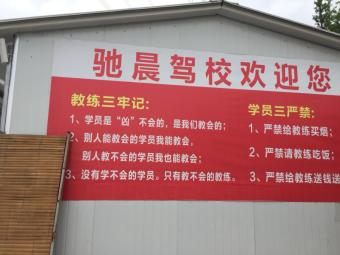 驰晨驾校欢迎您
教练三牢记：
1、学员是“凶”不会的，是我们教会的；
2、别人能教会的学员我能教会。
别人教不会的学员我也能教会；
3、没有学不会的学员。只有教不会的教练。
学员三严禁：
1、严禁给教练买烟；
2、严禁请教练吃饭；
3、严禁给教练送钱送